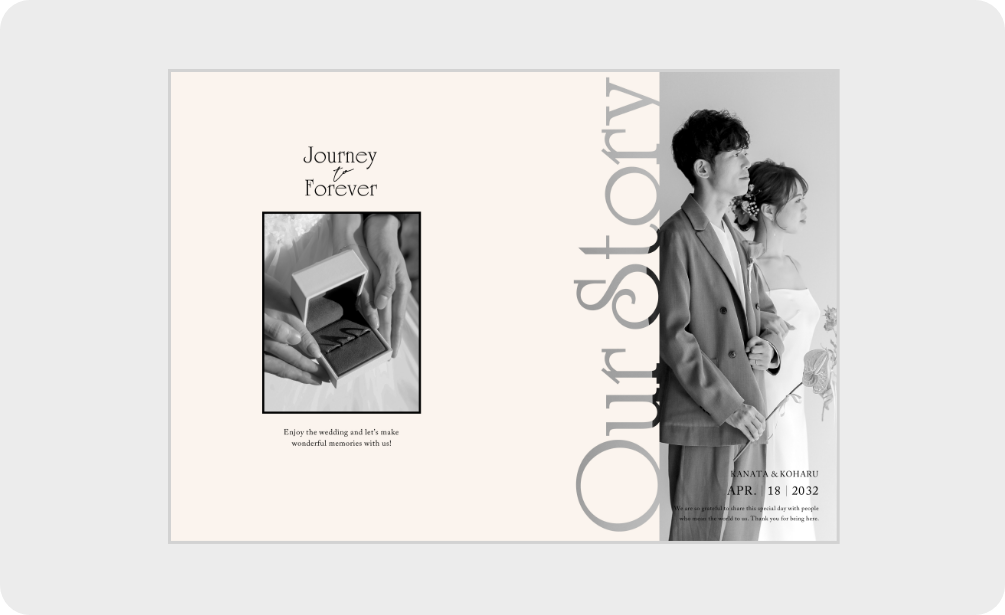 Journey
to
Forever
Enjoy the wedding and let's make
wonderful memories with us!
Our Story
KANATA & KOHARU
APR. | 18 | 2032
We are so grateful to share this special day with people
who mean the world to us. Thank you for being here.